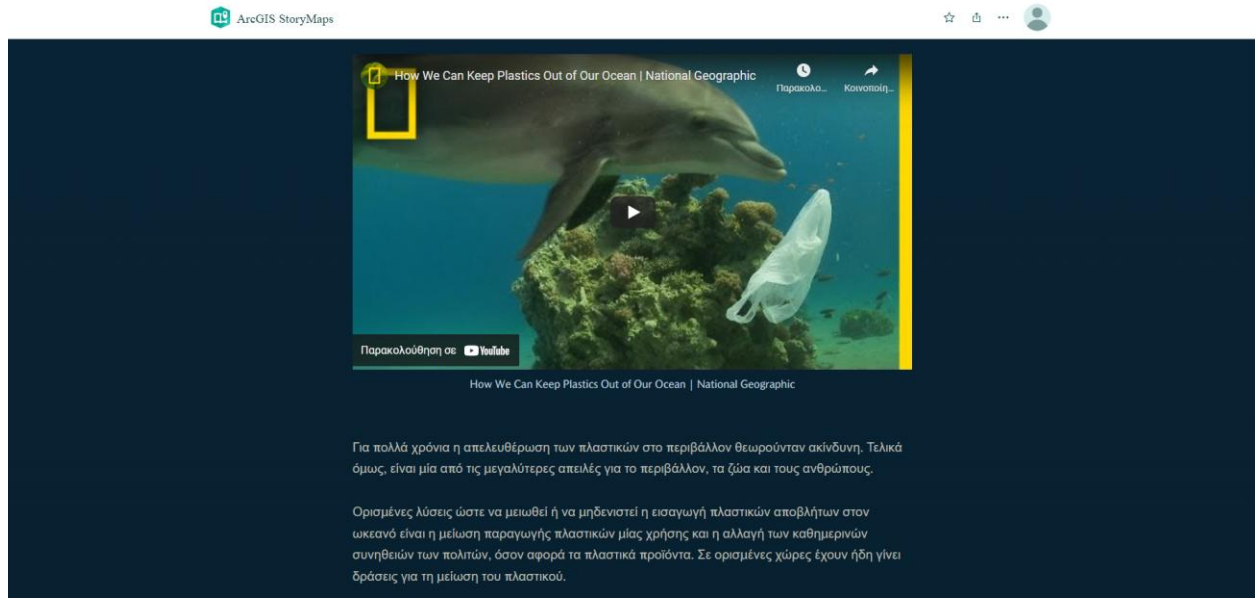 ArcGIS StoryMaps
How We Can Keep Plastics Out of Our Ocean | National Geographic
Παρακολο...
Κοινοποίη...
Παρακολούθηση σε YouTube
How We Can Keep Plastics Out of Our Ocean | National Geographic
Για πολλά χρόνια η απελευθέρωση των πλαστικών στο περιβάλλον θεωρούνταν ακίνδυνη. Τελικά
όμως, είναι μία από τις μεγαλύτερες απειλές για το περιβάλλον, τα ζώα και τους ανθρώπους.
Ορισμένες λύσεις ώστε να μειωθεί ή να μηδενιστεί η εισαγωγή πλαστικών αποβλήτων στον
ωκεανό είναι η μείωση παραγωγής πλαστικών μίας χρήσης και η αλλαγή των καθημερινών
συνηθειών των πολιτών, όσον αφορά τα πλαστικά προϊόντα. Σε ορισμένες χώρες έχουν ήδη γίνει
δράσεις για τη μείωση του πλαστικού.